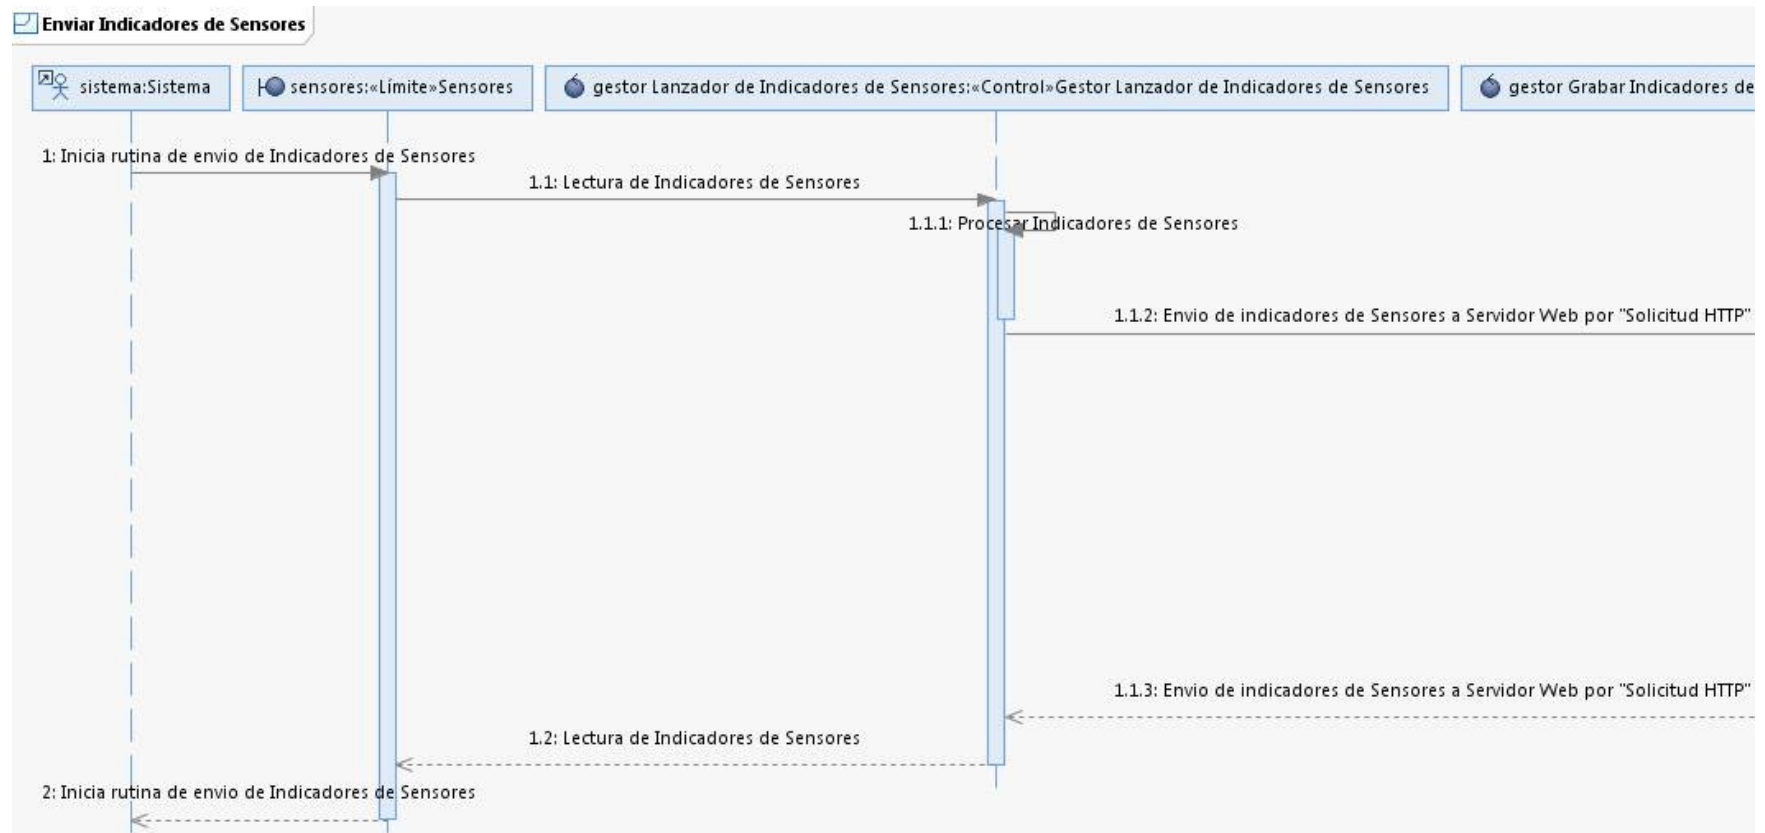 Enviar Indicadores de Sensores
sistema:Sistema
sensores:«Límite»Sensores
gestor Lanzador de Indicadores de Sensores:«Control»Gestor Lanzador de Indicadores de Sensores
gestor Grabar Indicadores de
1: Inicia rutina de envio de Indicadores de Sensores
1.1: Lectura de Indicadores de Sensores
1.1.1: Procesar Indicadores de Sensores
1.1.2: Envio de indicadores de Sensores a Servidor Web por "Solicitud HTTP"
1.1.3: Envio de indicadores de Sensores a Servidor Web por "Solicitud HTTP"
1.2: Lectura de Indicadores de Sensores
2: Inicia rutina de envio de Indicadores de Sensores